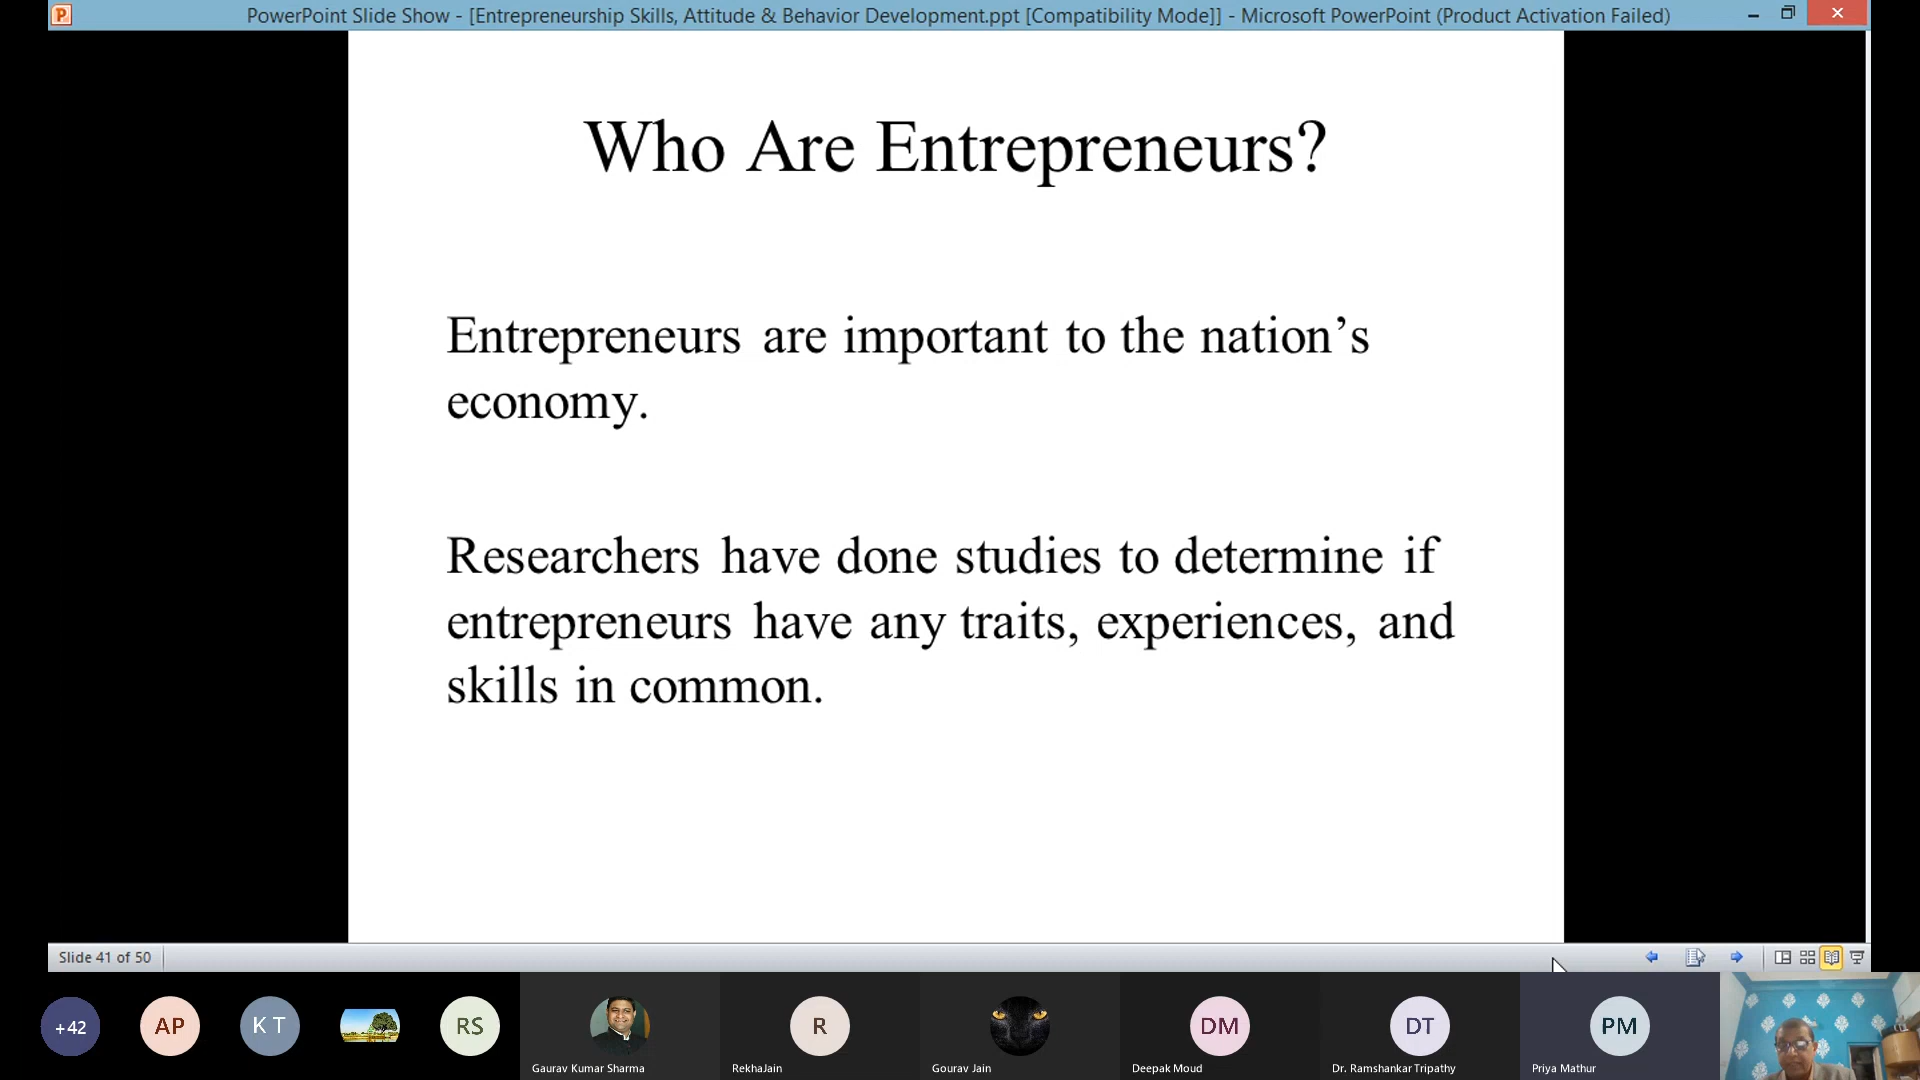 PowerPoint Slide Show - [Entrepreneurship Skills, Attitude & Behavior Development.ppt [Compatibility Mode]] - Microsoft PowerPoint (Product Activation Failed)
Who Are Entrepreneurs?
Entrepreneurs are important to the nation’s
economy.
Researchers have done studies to determine if
entrepreneurs have any traits, experiences, and
skills in common.
Slide 41 of 50
+42
AP
K T
RS
R
DM
DT
PM
Gaurav Kumar Sharma
RekhaJain
Gourav Jain
Deepak Moud
Dr. Ramshankar Tripathy
Priya Mathur